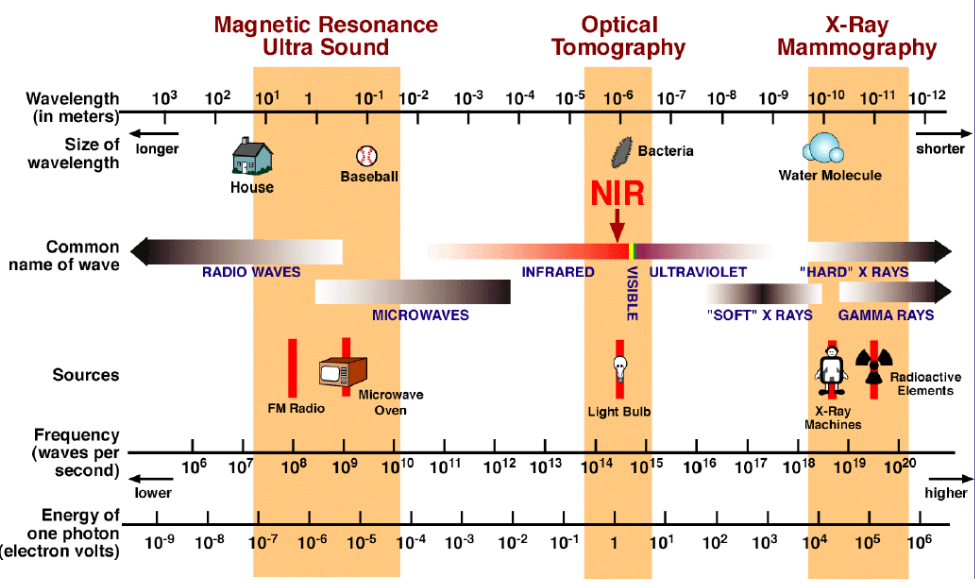 Magnetic Resonance
Ultra Sound
Optical
Tomography
X-Ray
Mammography
Wavelength
(in meters)
10³ 10² 10¹ 1 10⁻¹ 10⁻² 10⁻³ 10⁻⁴ 10⁻⁵ 10⁻⁶ 10⁻⁷ 10⁻⁸ 10⁻⁹ 10⁻¹⁰ 10⁻¹¹ 10⁻¹²
longer
Size of
wavelength
shorter
House
Baseball
Bacteria
Water Molecule
NIR
Common
name of wave
RADIO WAVES
INFRARED
VISIBLE
ULTRAVIOLET
"HARD" X RAYS
MICROWAVES
"SOFT" X RAYS
GAMMA RAYS
Sources
FM Radio
Microwave
Oven
Light Bulb
X-Ray
Machines
Radioactive
Elements
Frequency
(waves per
second)
10⁶ 10⁷ 10⁸ 10⁹ 10¹⁰ 10¹¹ 10¹² 10¹³ 10¹⁴ 10¹⁵ 10¹⁶ 10¹⁷ 10¹⁸ 10¹⁹ 10²⁰
lower
higher
Energy of
one photon
(electron volts)
10⁻⁹ 10⁻⁸ 10⁻⁷ 10⁻⁶ 10⁻⁵ 10⁻⁴ 10⁻³ 10⁻² 10⁻¹ 1 10¹ 10² 10³ 10⁴ 10⁵ 10⁶